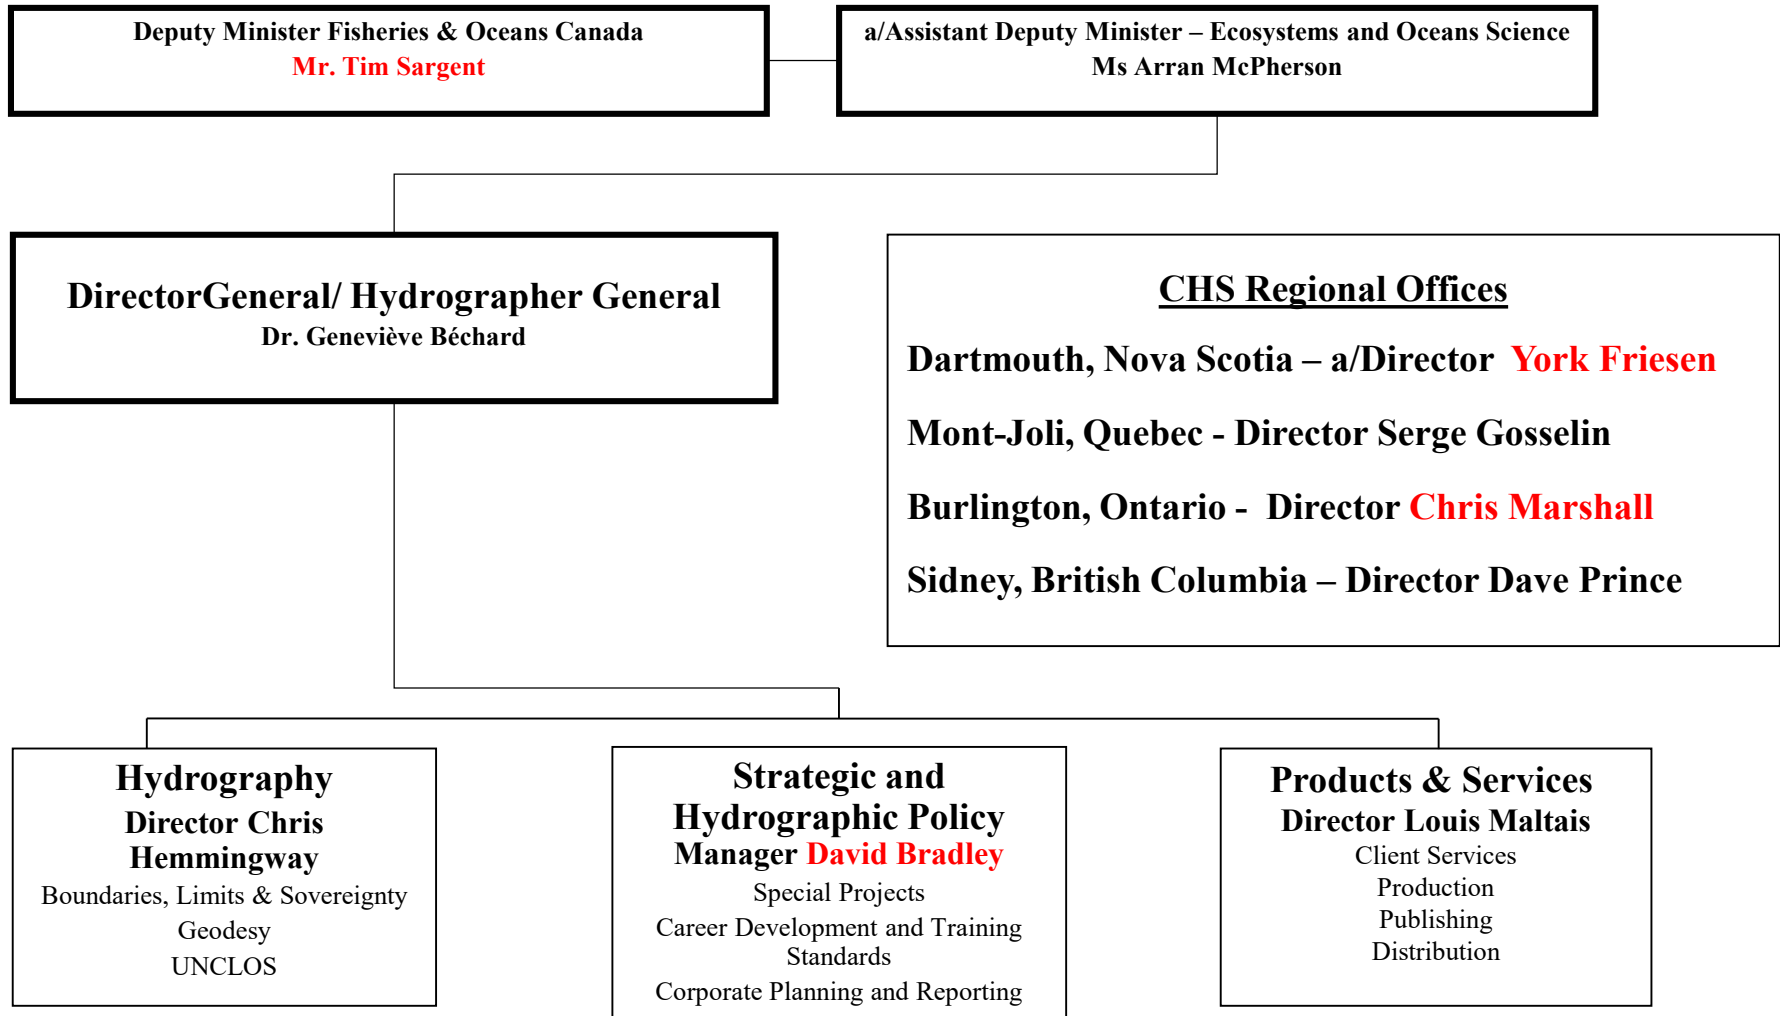 Deputy Minister Fisheries & Oceans Canada
Mr. Tim Sargent
a/Assistant Deputy Minister – Ecosystems and Oceans Science
Ms Arran McPherson
DirectorGeneral/ Hydrographer General
Dr. Geneviève Béchard
CHS Regional Offices
Dartmouth, Nova Scotia – a/Director York Friesen
Mont-Joli, Quebec - Director Serge Gosselin
Burlington, Ontario - Director Chris Marshall
Sidney, British Columbia – Director Dave Prince
Hydrography
Director Chris
Hemmingway
Boundaries, Limits & Sovereignty
Geodesy
UNCLOS
Strategic and
Hydrographic Policy
Manager David Bradley
Special Projects
Career Development and Training
Standards
Corporate Planning and Reporting
Products & Services
Director Louis Maltais
Client Services
Production
Publishing
Distribution